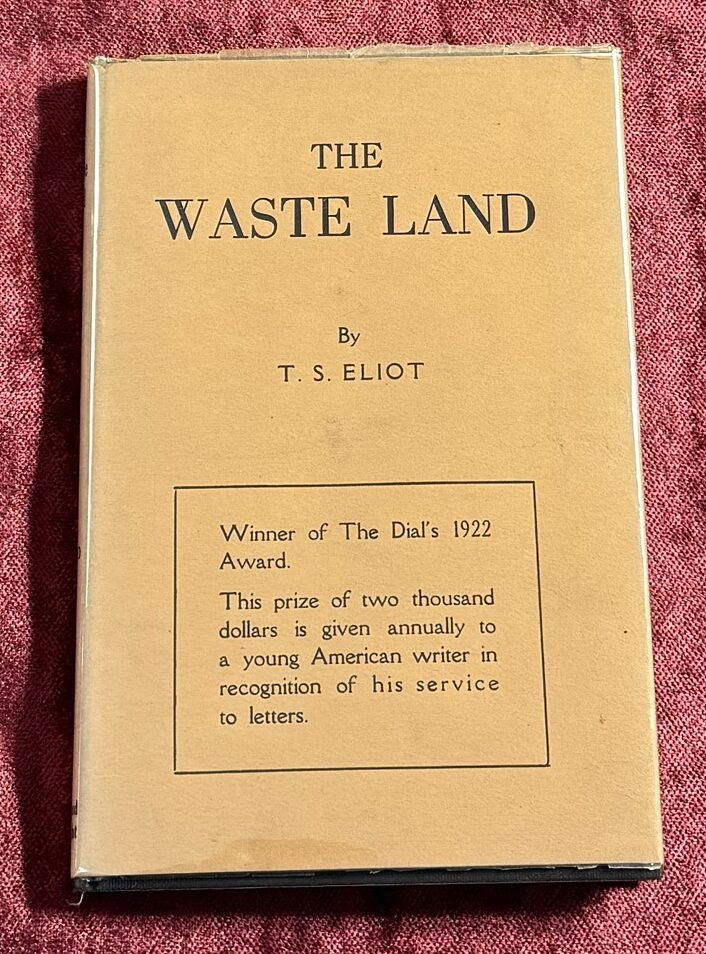 THE
WASTE LAND
By
T. S. ELIOT
Winner of The Dial's 1922
Award.
This prize of two thousand
dollars is given annually to
a young American writer in
recognition of his service
to letters.